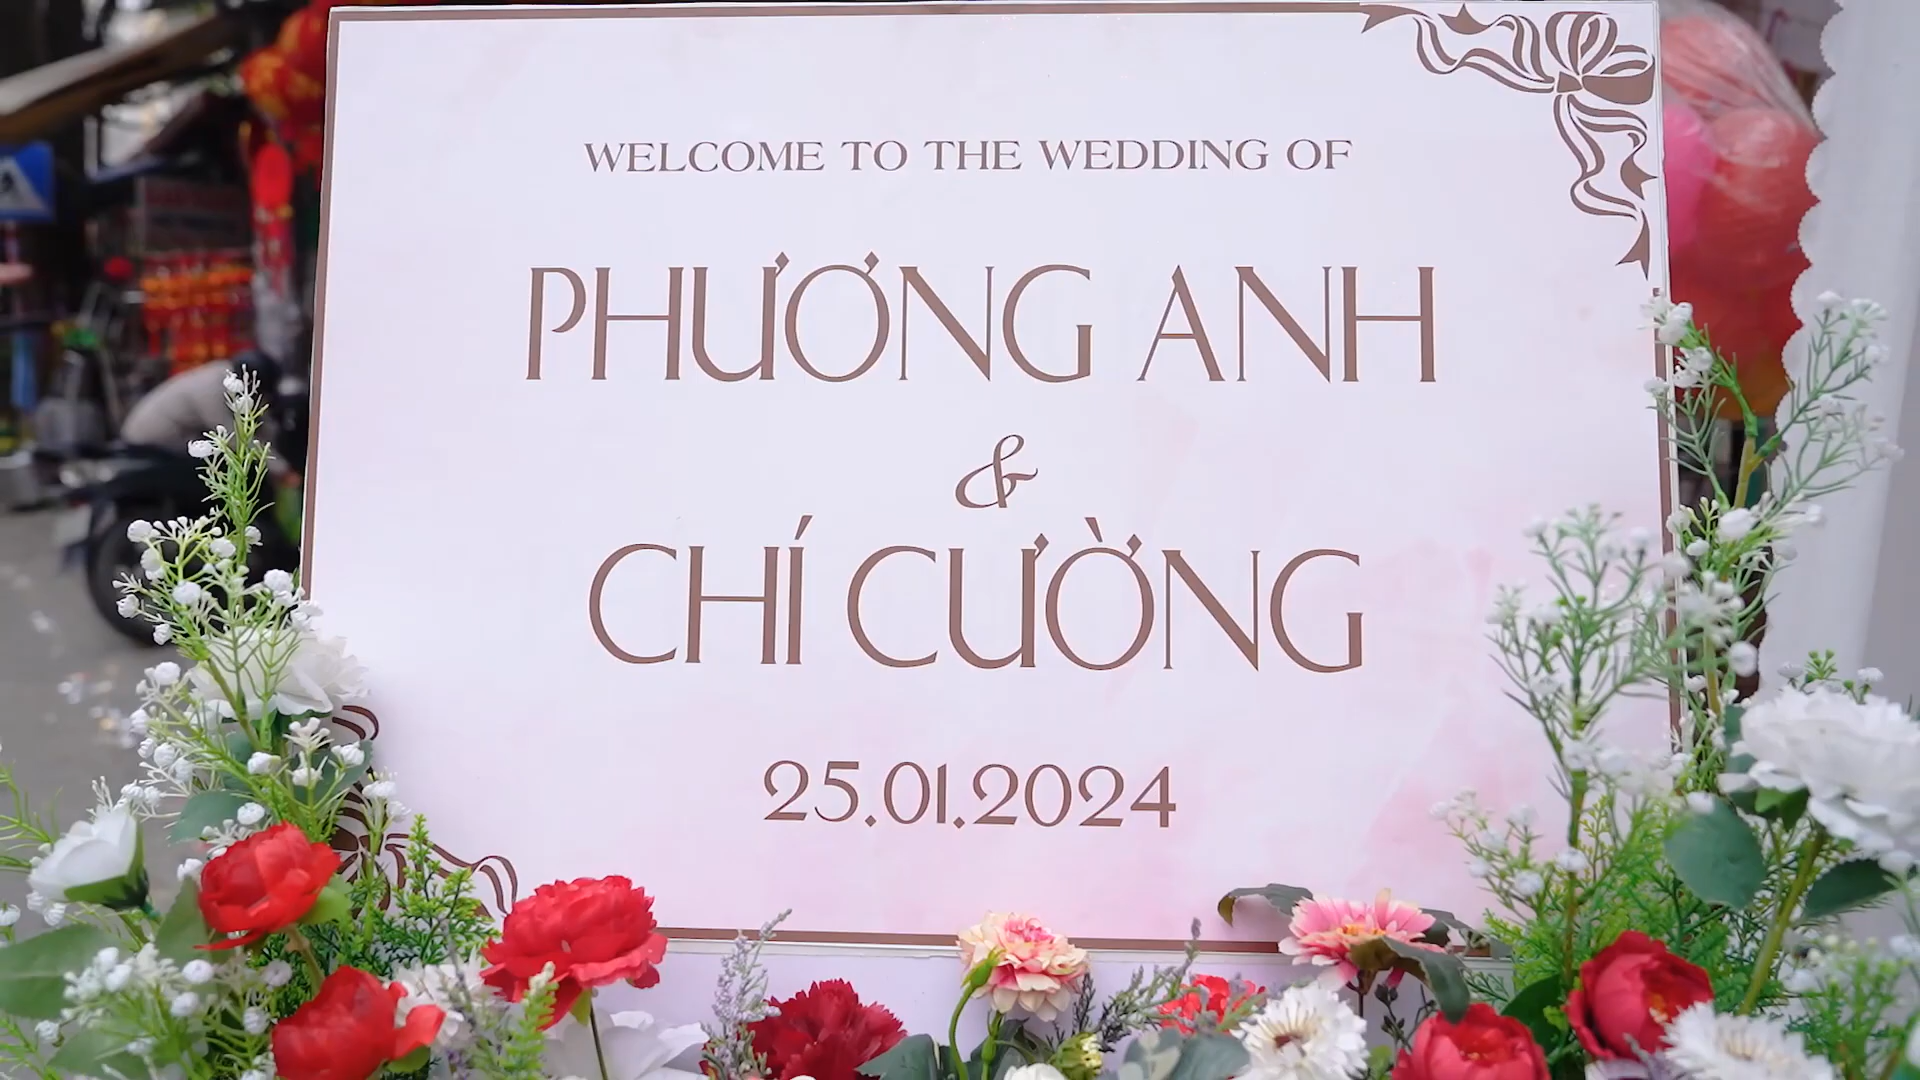 WELCOME TO THE WEDDING OF
PHƯƠNG ANH
&
CHÍ CƯỜNG
25.01.2024